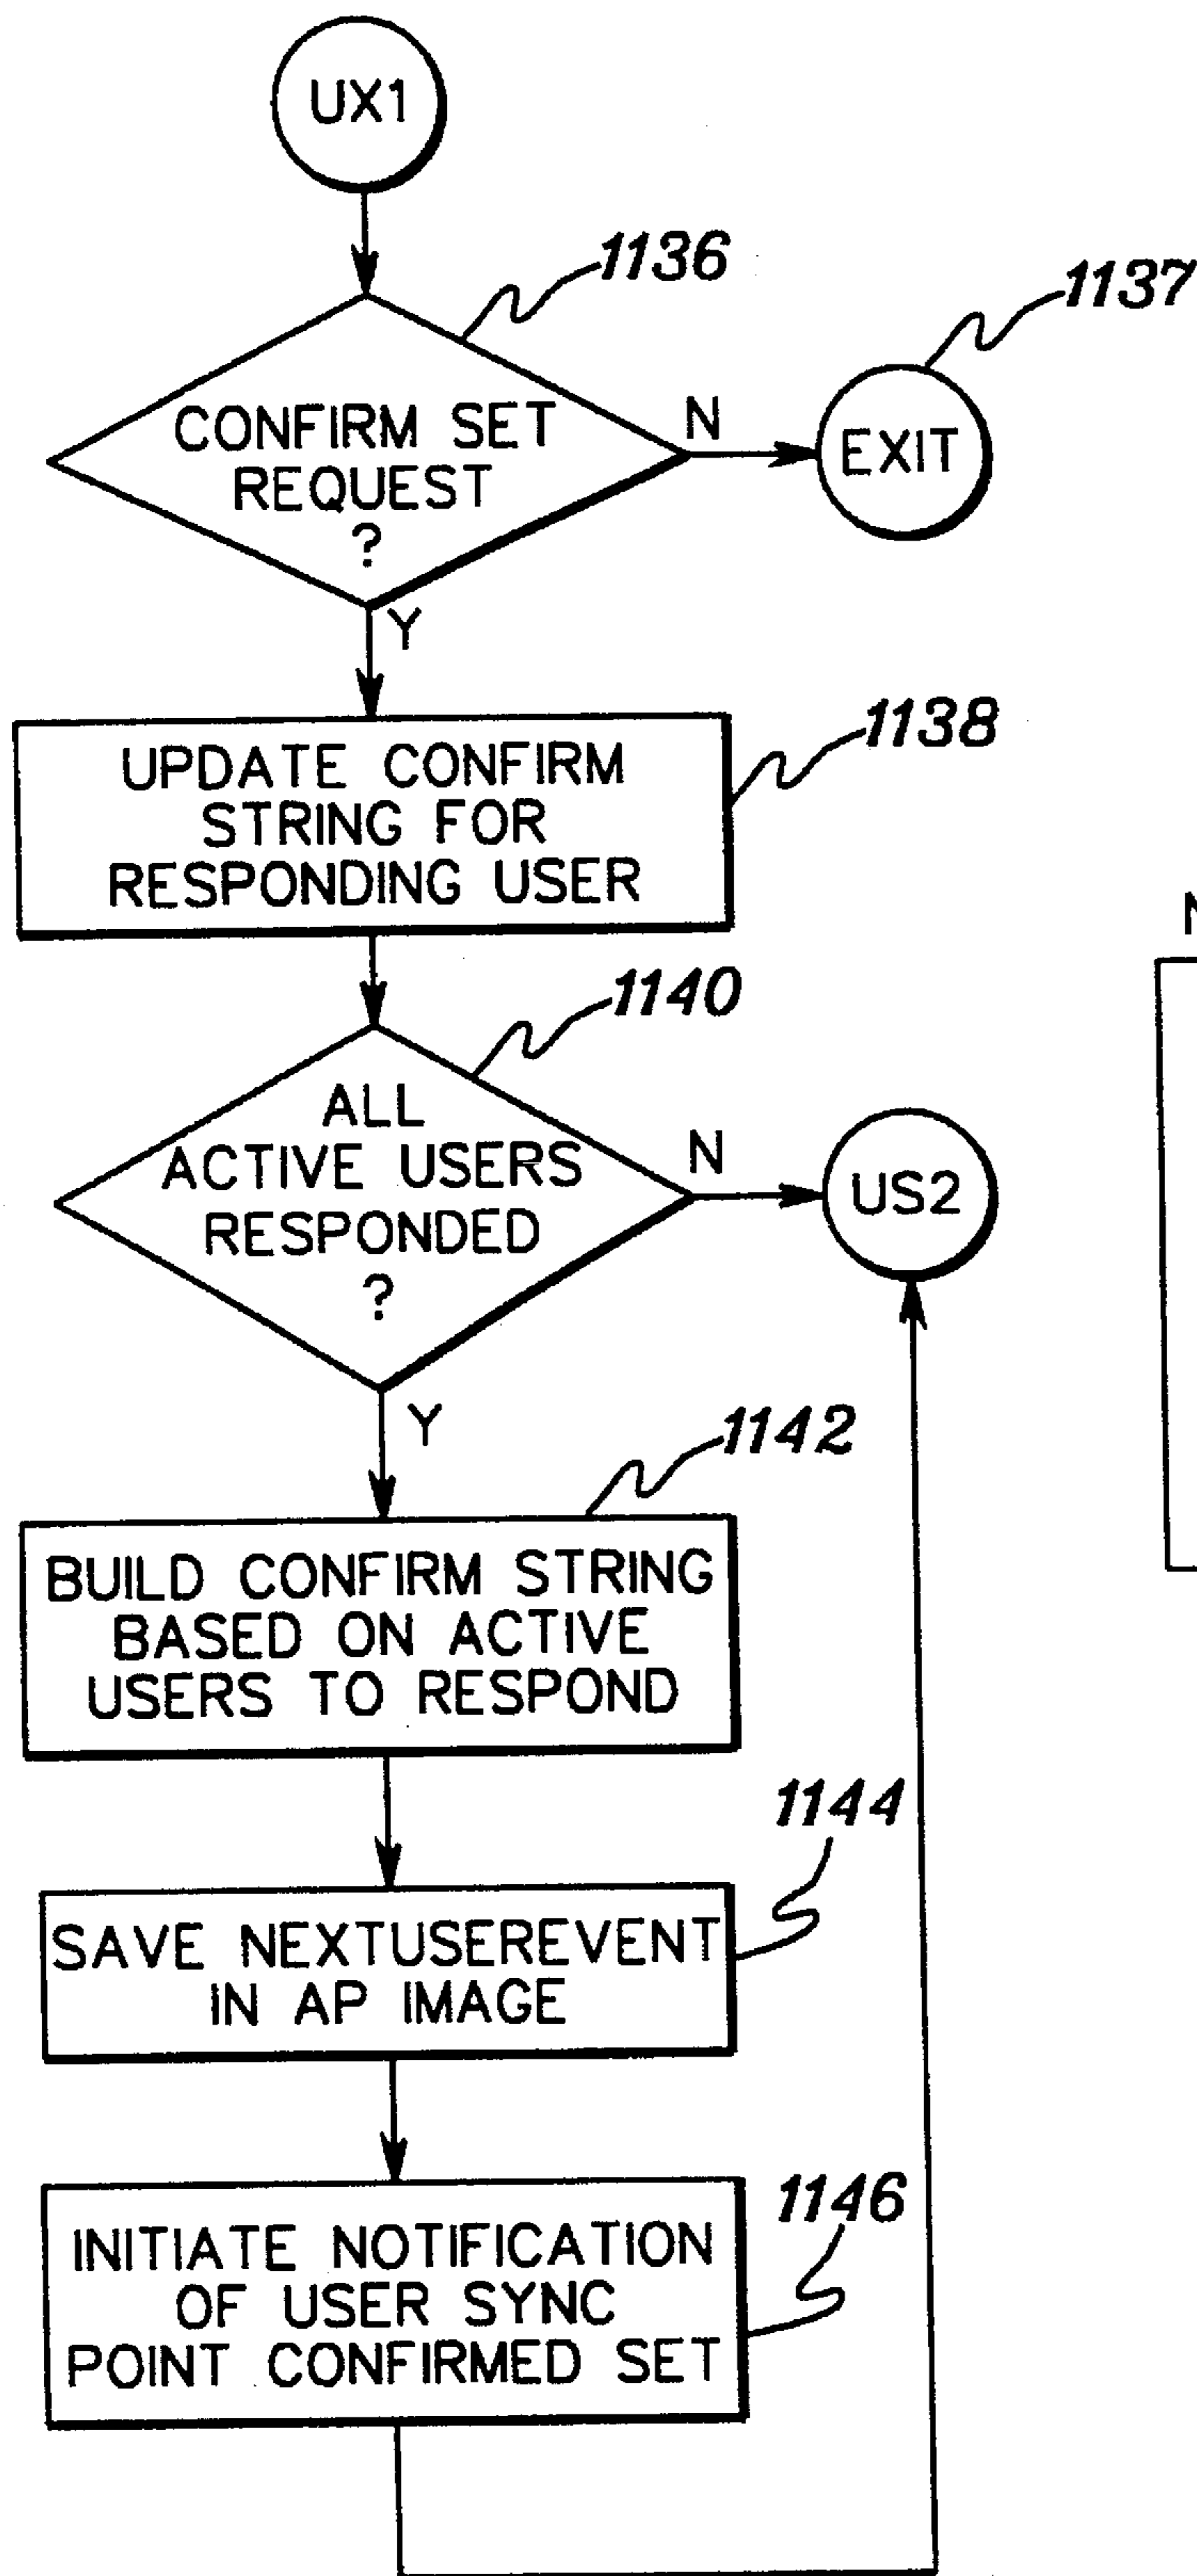 UX1
1136
1137
CONFIRM SET
REQUEST
?
N
EXIT
Y
1138
UPDATE CONFIRM
STRING FOR
RESPONDING USER
1140
ALL
ACTIVE USERS
RESPONDED
?
N
US2
Y
1142
BUILD CONFIRM STRING
BASED ON ACTIVE
USERS TO RESPOND
1144
SAVE NEXTUSEREVENT
IN AP IMAGE
1146
INITIATE NOTIFICATION
OF USER SYNC
POINT CONFIRMED SET